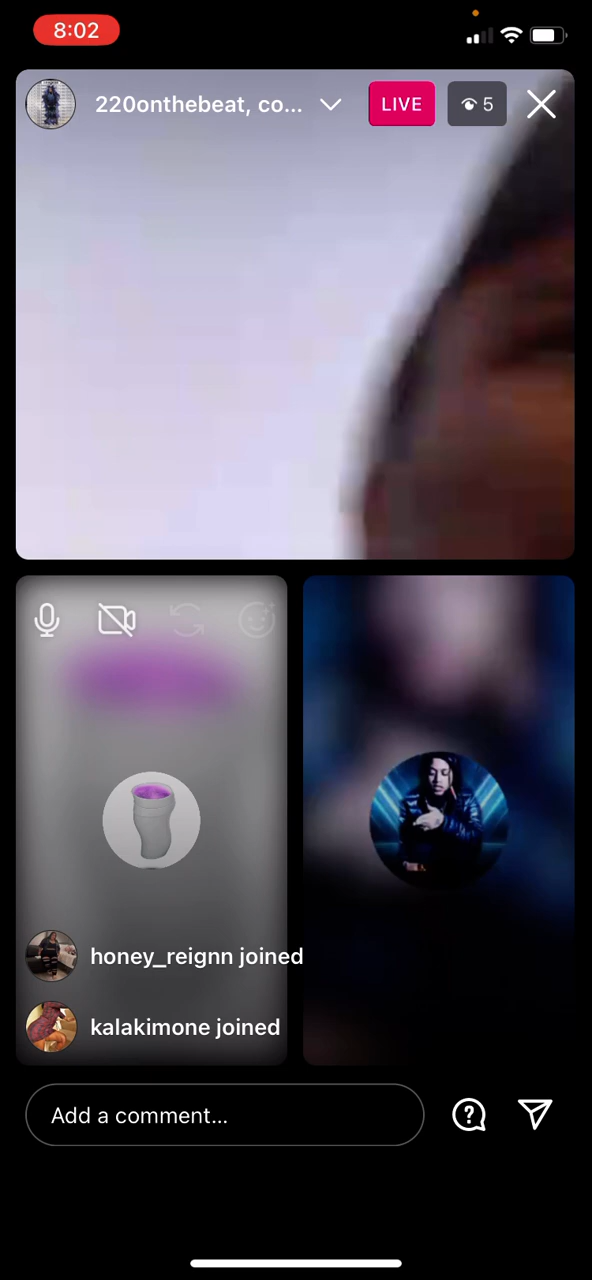 8:02
220onthebeat, co...
LIVE
5
honey_reignn joined
kalakimone joined
Add a comment...